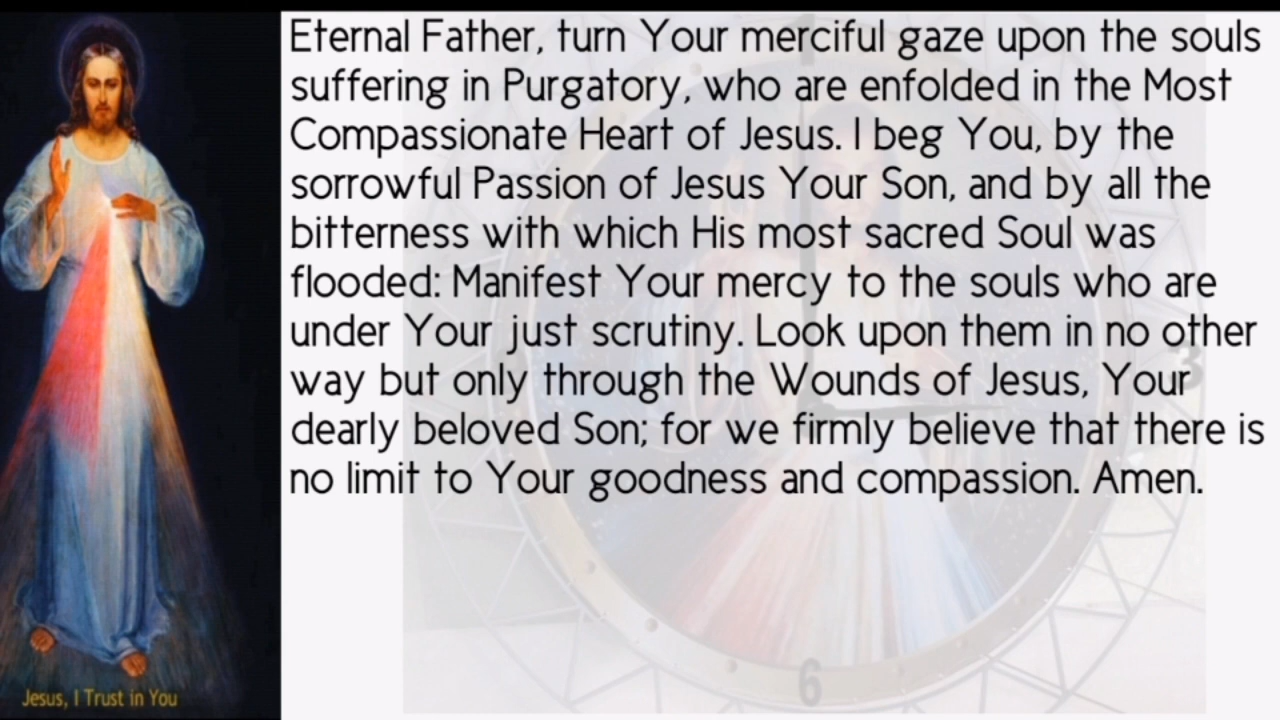 Eternal Father, turn Your merciful gaze upon the souls
suffering in Purgatory, who are enfolded in the Most
Compassionate Heart of Jesus. I beg You, by the
sorrowful Passion of Jesus Your Son, and by all the
bitterness with which His most sacred Soul was
flooded: Manifest Your mercy to the souls who are
under Your just scrutiny. Look upon them in no other
way but only through the Wounds of Jesus, Your
dearly beloved Son; for we firmly believe that there is
no limit to Your goodness and compassion. Amen.
3
6
Jesus, I Trust in You